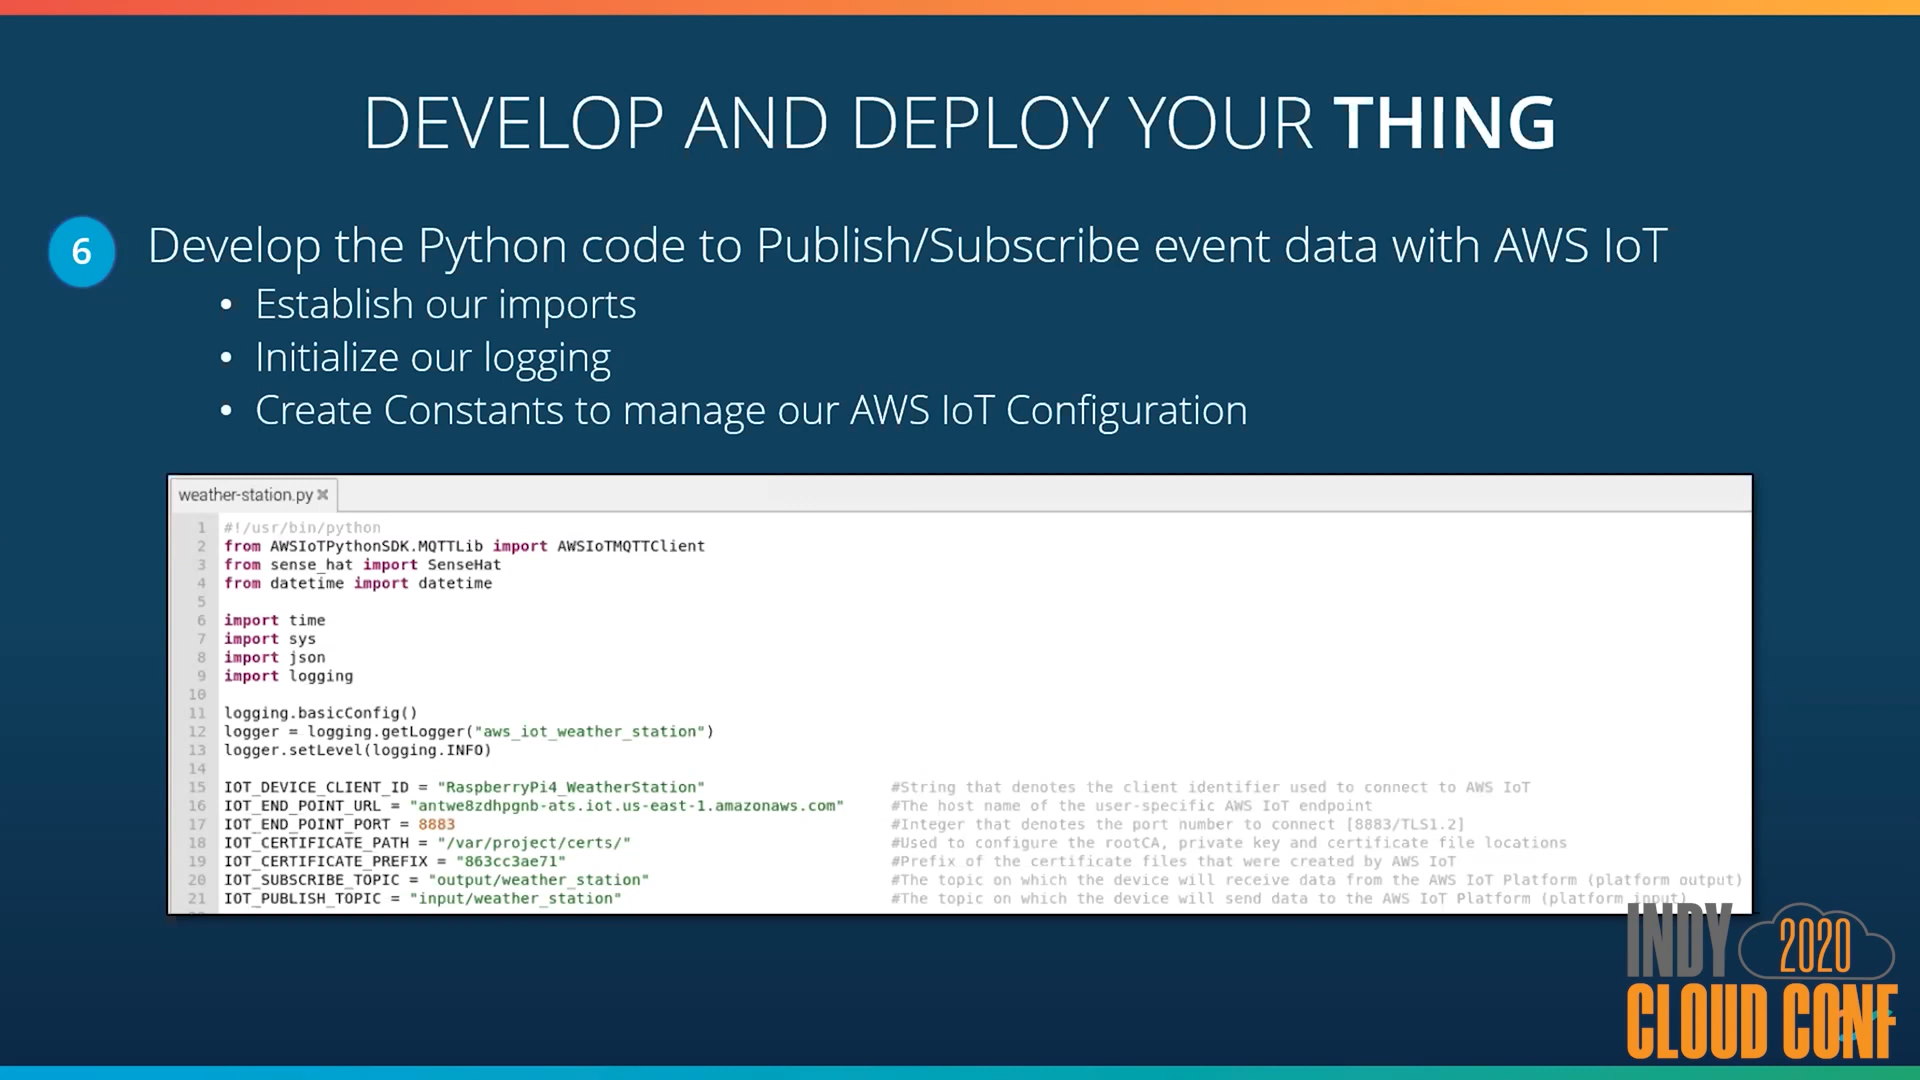 DEVELOP AND DEPLOY YOUR THING
6 Develop the Python code to Publish/Subscribe event data with AWS IoT
• Establish our imports
• Initialize our logging
• Create Constants to manage our AWS IoT Configuration
weather-station.py ×
1 #!/usr/bin/python
2 from AWSIoTPythonSDK.MQTTLib import AWSIoTMQTTClient
3 from sense_hat import SenseHat
4 from datetime import datetime
5
6 import time
7 import sys
8 import json
9 import logging
10
11 logging.basicConfig()
12 logger = logging.getLogger("aws_iot_weather_station")
13 logger.setLevel(logging.INFO)
14
15 IOT_DEVICE_CLIENT_ID = "RaspberryPi4_WeatherStation" #String that denotes the client identifier used to connect to AWS IoT
16 IOT_END_POINT_URL = "antwe8zdhpgnb-ats.iot.us-east-1.amazonaws.com" #The host name of the user-specific AWS IoT endpoint
17 IOT_END_POINT_PORT = 8883 #Integer that denotes the port number to connect [8883/TLS1.2]
18 IOT_CERTIFICATE_PATH = "/var/project/certs/" #Used to configure the rootCA, private key and certificate file locations
19 IOT_CERTIFICATE_PREFIX = "863cc3ae71" #Prefix of the certificate files that were created by AWS IoT
20 IOT_SUBSCRIBE_TOPIC = "output/weather_station" #The topic on which the device will receive data from the AWS IoT Platform (platform output)
21 IOT_PUBLISH_TOPIC = "input/weather_station" #The topic on which the device will send data to the AWS IoT Platform (platform input)
INDY 2020
CLOUD CONF